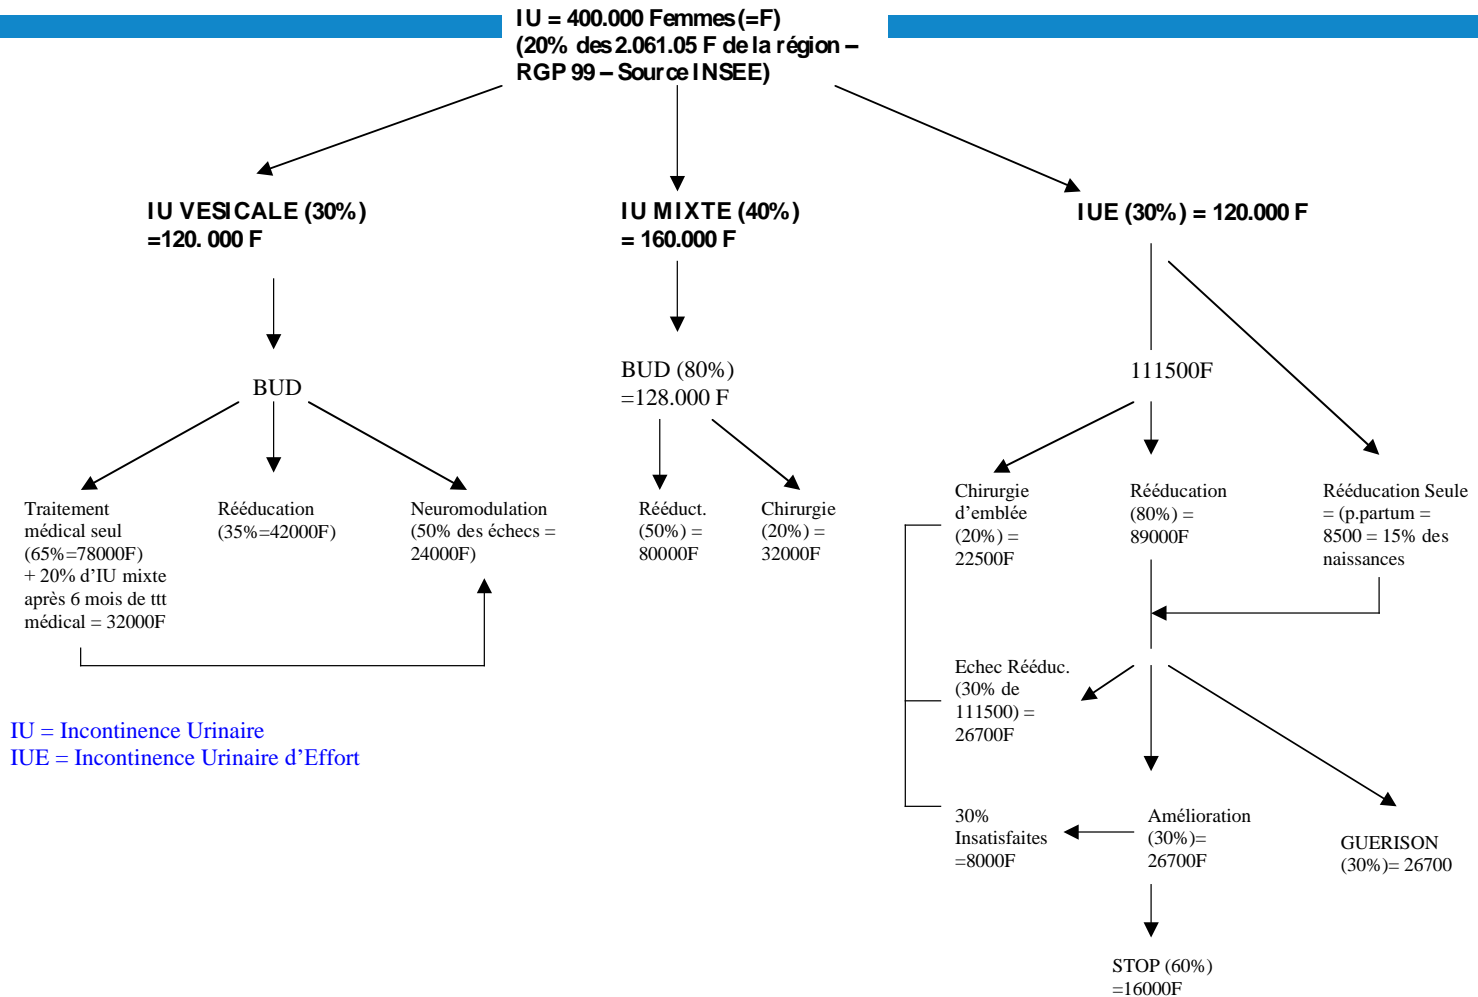 IU = 400.000 Femmes (=F)
(20% des 2.061.05 F de la région –
RGP 99 – Source INSEE)
IU VESICALE (30%)
=120. 000 F
IU MIXTE (40%)
= 160.000 F
IUE (30%) = 120.000 F
BUD
BUD (80%)
=128.000 F
111500F
Traitement
médical seul
(65%=78000F)
+ 20% d’IU mixte
après 6 mois de ttt
médical = 32000F
Rééducation
(35%=42000F)
Neuromodulation
(50% des échecs =
24000F)
Rééduct.
(50%) =
80000F
Chirurgie
(20%) =
32000F
Chirurgie
d’emblée
(20%) =
22500F
Rééducation
(80%) =
89000F
Rééducation Seule
= (p.partum =
8500 = 15% des
naissances
Echec Rééduc.
(30% de
111500) =
26700F
30%
Insatisfaites
=8000F
Amélioration
(30%)=
26700F
GUERISON
(30%)= 26700
STOP (60%)
=16000F
IU = Incontinence Urinaire
IUE = Incontinence Urinaire d’Effort